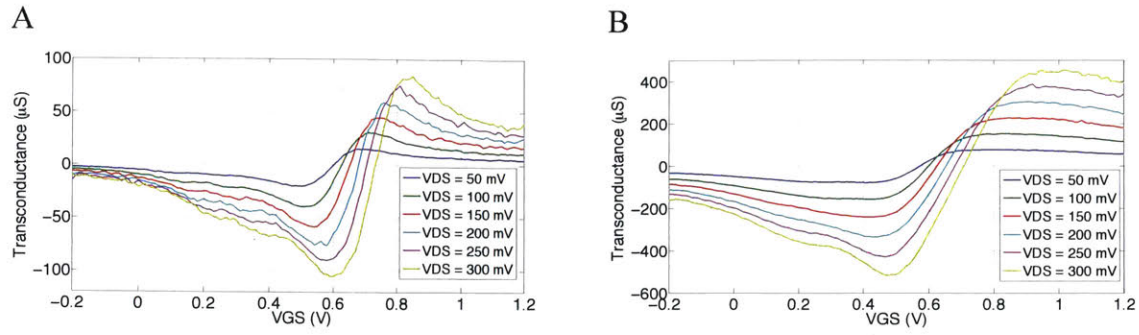 A
B
Transconductance (µS)
100
50
0
−50
−100
−0.2
0
0.2
0.4
0.6
0.8
1
1.2
VGS (V)
VDS = 50 mV
VDS = 100 mV
VDS = 150 mV
VDS = 200 mV
VDS = 250 mV
VDS = 300 mV
Transconductance (µS)
400
200
0
−200
−400
−600
−0.2
0
0.2
0.4
0.6
0.8
1
1.2
VGS (V)
VDS = 50 mV
VDS = 100 mV
VDS = 150 mV
VDS = 200 mV
VDS = 250 mV
VDS = 300 mV